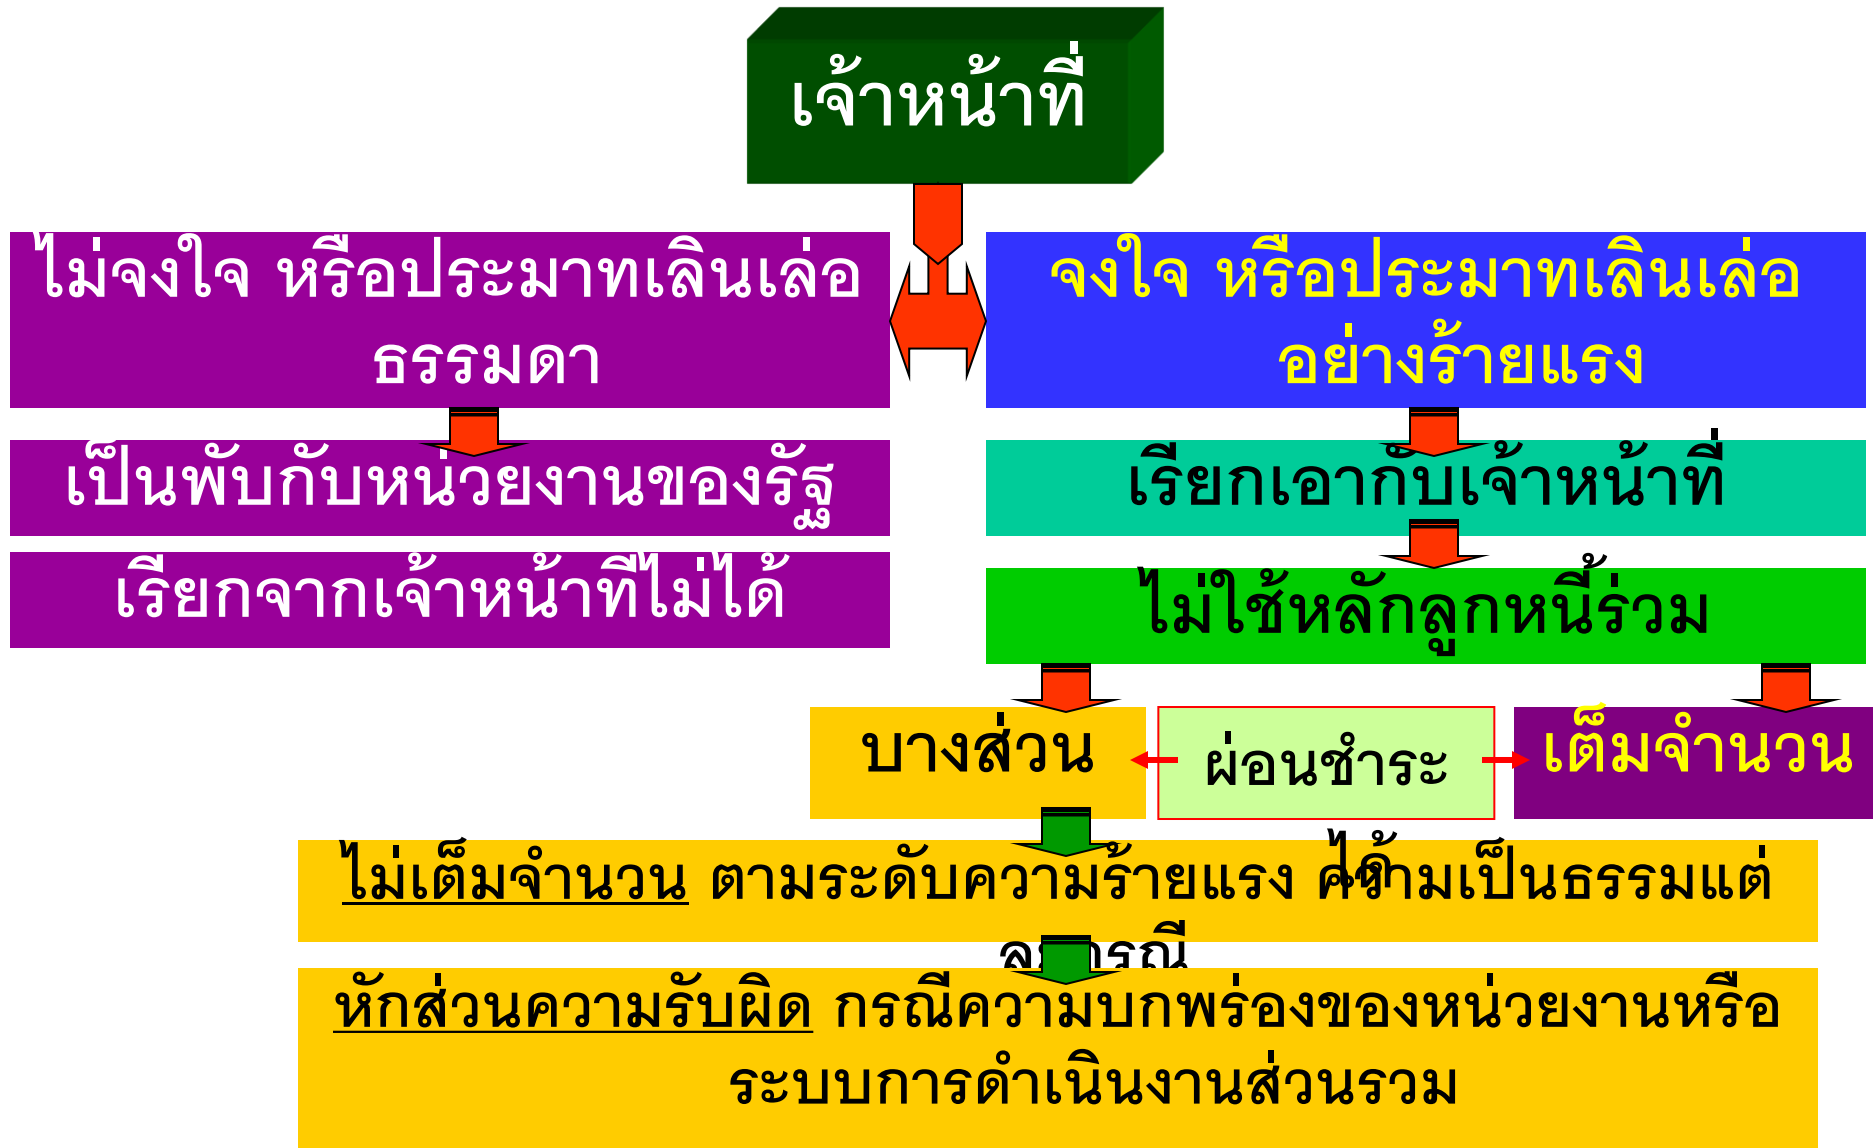 เจ้าหน้าที่
ไม่จงใจ หรือประมาทเลินเล่อ
ธรรมดา
จงใจ หรือประมาทเลินเล่อ
อย่างร้ายแรง
เป็นพับกับหน่วยงานของรัฐ
เรียกจากเจ้าหน้าที่ไม่ได้
เรียกเอากับเจ้าหน้าที่
ไม่ใช้หลักลูกหนี้ร่วม
บางส่วน
ผ่อนชำระ
ได้
เต็มจำนวน
ไม่เต็มจำนวน ตามระดับความร้ายแรง ความเป็นธรรมแต่
ละกรณี
หักส่วนความรับผิด กรณีความบกพร่องของหน่วยงานหรือ
ระบบการดำเนินงานส่วนรวม